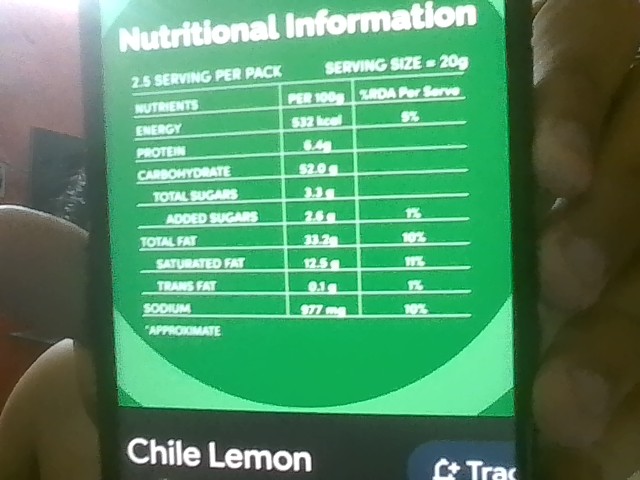 Nutritional Information
2.5 SERVING PER PACK SERVING SIZE = 20g
NUTRIENTS PER 100g %RDA Per Serve
ENERGY 532 kcal 5%
PROTEIN 6.4g
CARBOHYDRATE 52.0 g
TOTAL SUGARS 3.3 g
ADDED SUGARS 2.6 g 1%
TOTAL FAT 33.2g 10%
SATURATED FAT 12.5 g 11%
TRANS FAT 0.1 g 1%
SODIUM 977 mg 10%
*APPROXIMATE
Chile Lemon